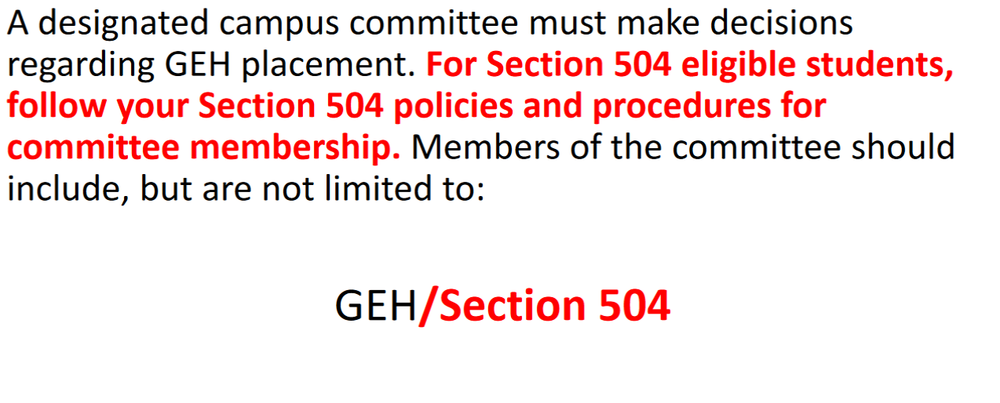 A designated campus committee must make decisions
regarding GEH placement. For Section 504 eligible students,
follow your Section 504 policies and procedures for
committee membership. Members of the committee should
include, but are not limited to:
GEH/Section 504